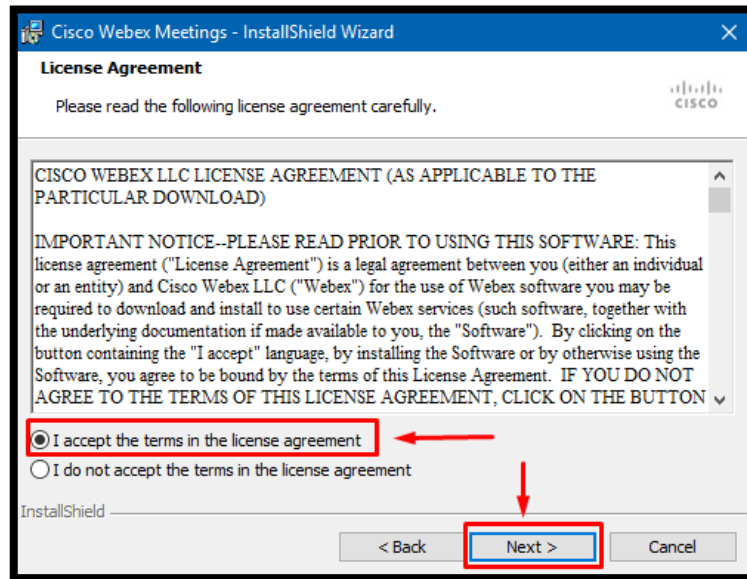 Cisco Webex Meetings - InstallShield Wizard
License Agreement
Please read the following license agreement carefully.
CISCO
CISCO WEBEX LLC LICENSE AGREEMENT (AS APPLICABLE TO THE
PARTICULAR DOWNLOAD)
IMPORTANT NOTICE--PLEASE READ PRIOR TO USING THIS SOFTWARE: This
license agreement ("License Agreement") is a legal agreement between you (either an individual
or an entity) and Cisco Webex LLC ("Webex") for the use of Webex software you may be
required to download and install to use certain Webex services (such software, together with
the underlying documentation if made available to you, the "Software").  By clicking on the
button containing the "I accept" language, by installing the Software or by otherwise using the
Software, you agree to be bound by the terms of this License Agreement.  IF YOU DO NOT
AGREE TO THE TERMS OF THIS LICENSE AGREEMENT, CLICK ON THE BUTTON
I accept the terms in the license agreement
I do not accept the terms in the license agreement
InstallShield
< Back
Next >
Cancel